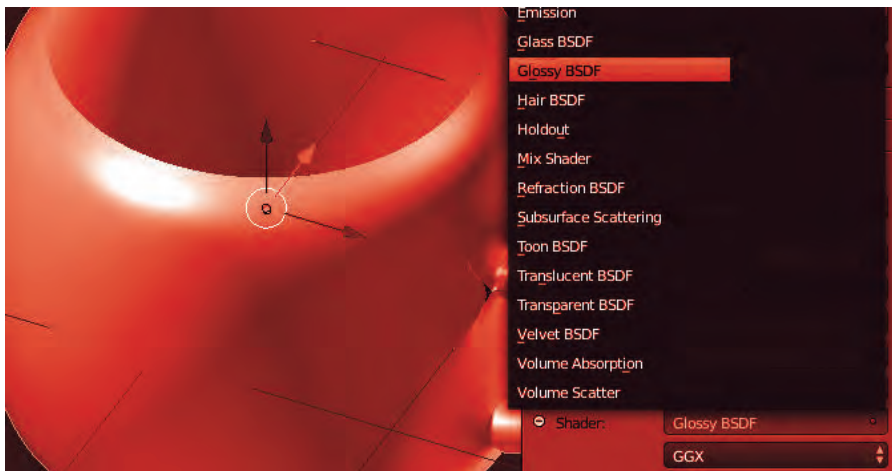 Emission
Glass BSDF
Glossy BSDF
Hair BSDF
Holdout
Mix Shader
Refraction BSDF
Subsurface Scattering
Toon BSDF
Translucent BSDF
Transparent BSDF
Velvet BSDF
Volume Absorption
Volume Scatter
Shader: Glossy BSDF
GGX